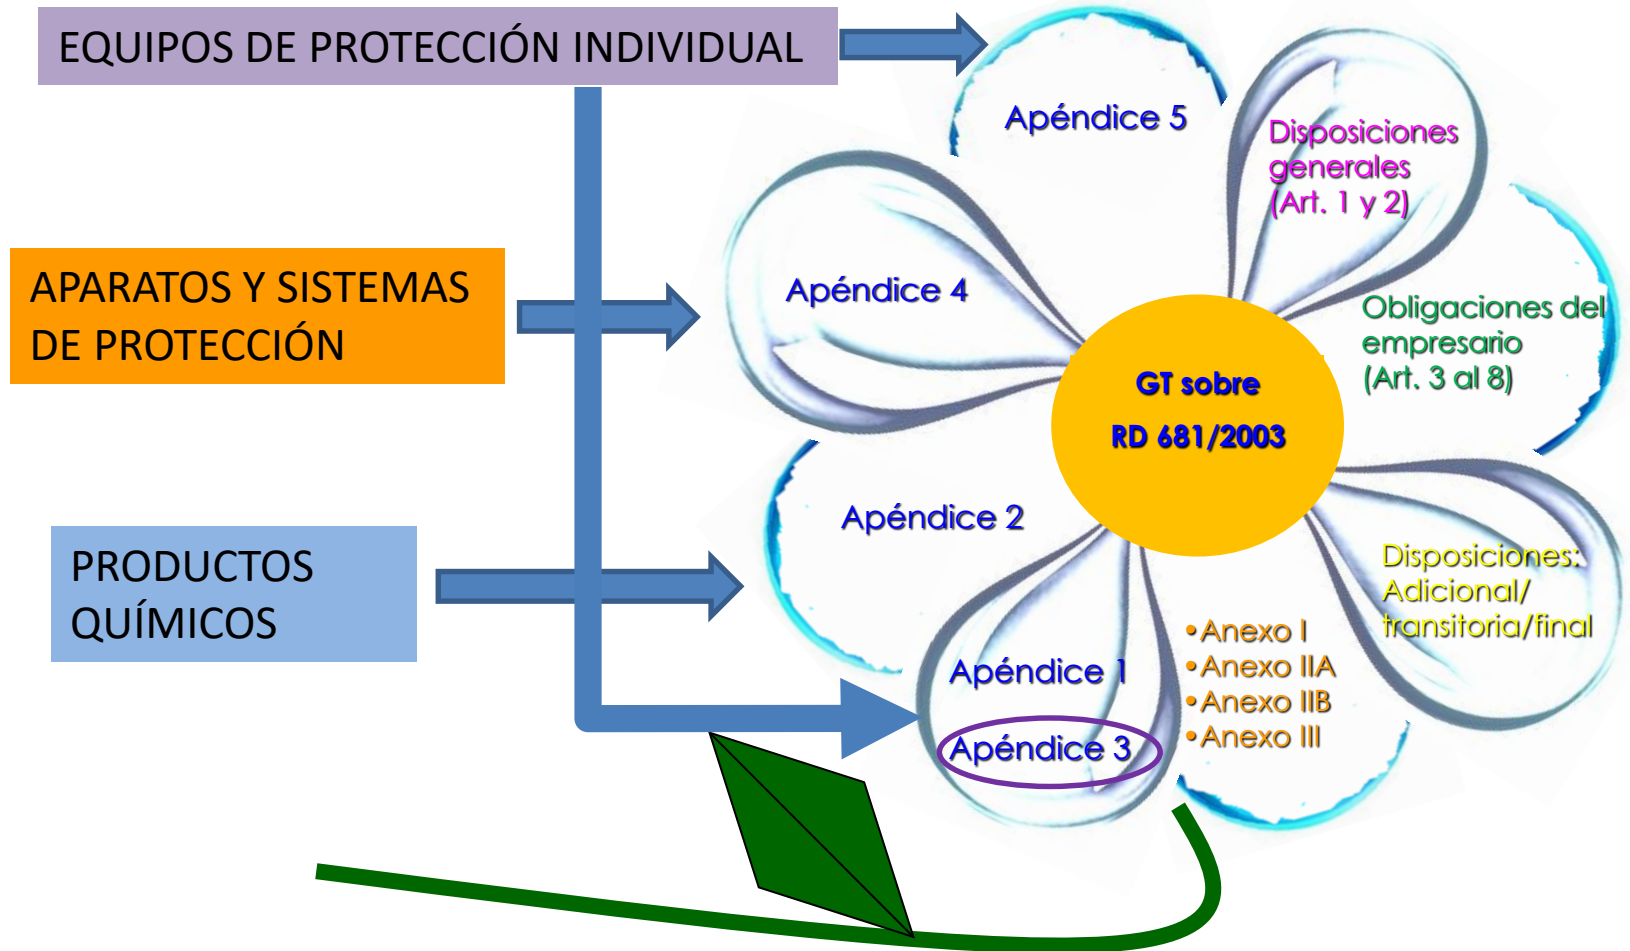 EQUIPOS DE PROTECCIÓN INDIVIDUAL
APARATOS Y SISTEMAS
DE PROTECCIÓN
PRODUCTOS
QUÍMICOS
Apéndice 5
Disposiciones
generales
(Art. 1 y 2)
Apéndice 4
Obligaciones del
empresario
(Art. 3 al 8)
GT sobre
RD 681/2003
Apéndice 2
Disposiciones:
Adicional/
transitoria/final
Apéndice 1
Apéndice 3
•Anexo I
•Anexo IIA
•Anexo IIB
•Anexo III